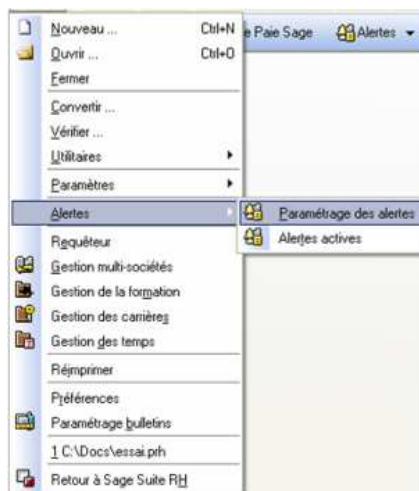 Nouveau ... Ctrl+N
e Paie Sage Alertes
Ouvrir ... Ctrl+O
Fermer
Convertir ...
Vérifier ...
Utilitaires
Paramètres
Alertes
Paramétrage des alertes
Alertes actives
Requêteur
Gestion multi-sociétés
Gestion de la formation
Gestion des carrières
Gestion des temps
Réimprimer
Préférences
Paramétrage bulletins
1 C:\Docs\essai.prh
Retour à Sage Suite RH